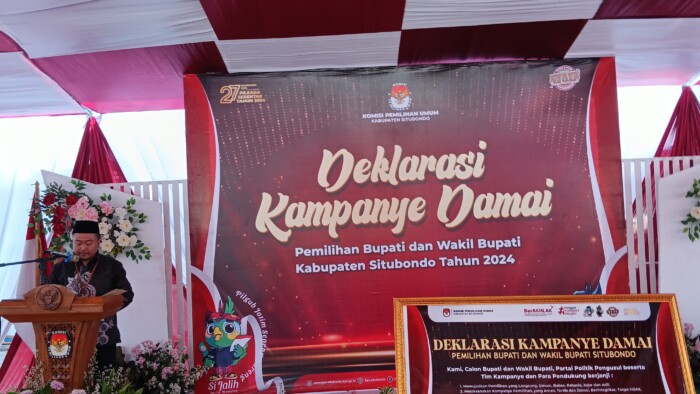 27
PILKADA
SERENTAK
TAHUN 2024
KOMISI PEMILIHAN UMUM
KABUPATEN SITUBONDO
Deklarasi
Kampanye Damai
Pemilihan Bupati dan Wakil Bupati
Kabupaten Situbondo Tahun 2024
Si Jalih
DEKLARASI KAMPANYE DAMAI
PEMILIHAN BUPATI DAN WAKIL BUPATI SITUBONDO
Kami, Calon Bupati dan Wakil Bupati, Partai Politik Pengusul beserta
Tim Kampanye dan Para Pendukung berjanji :